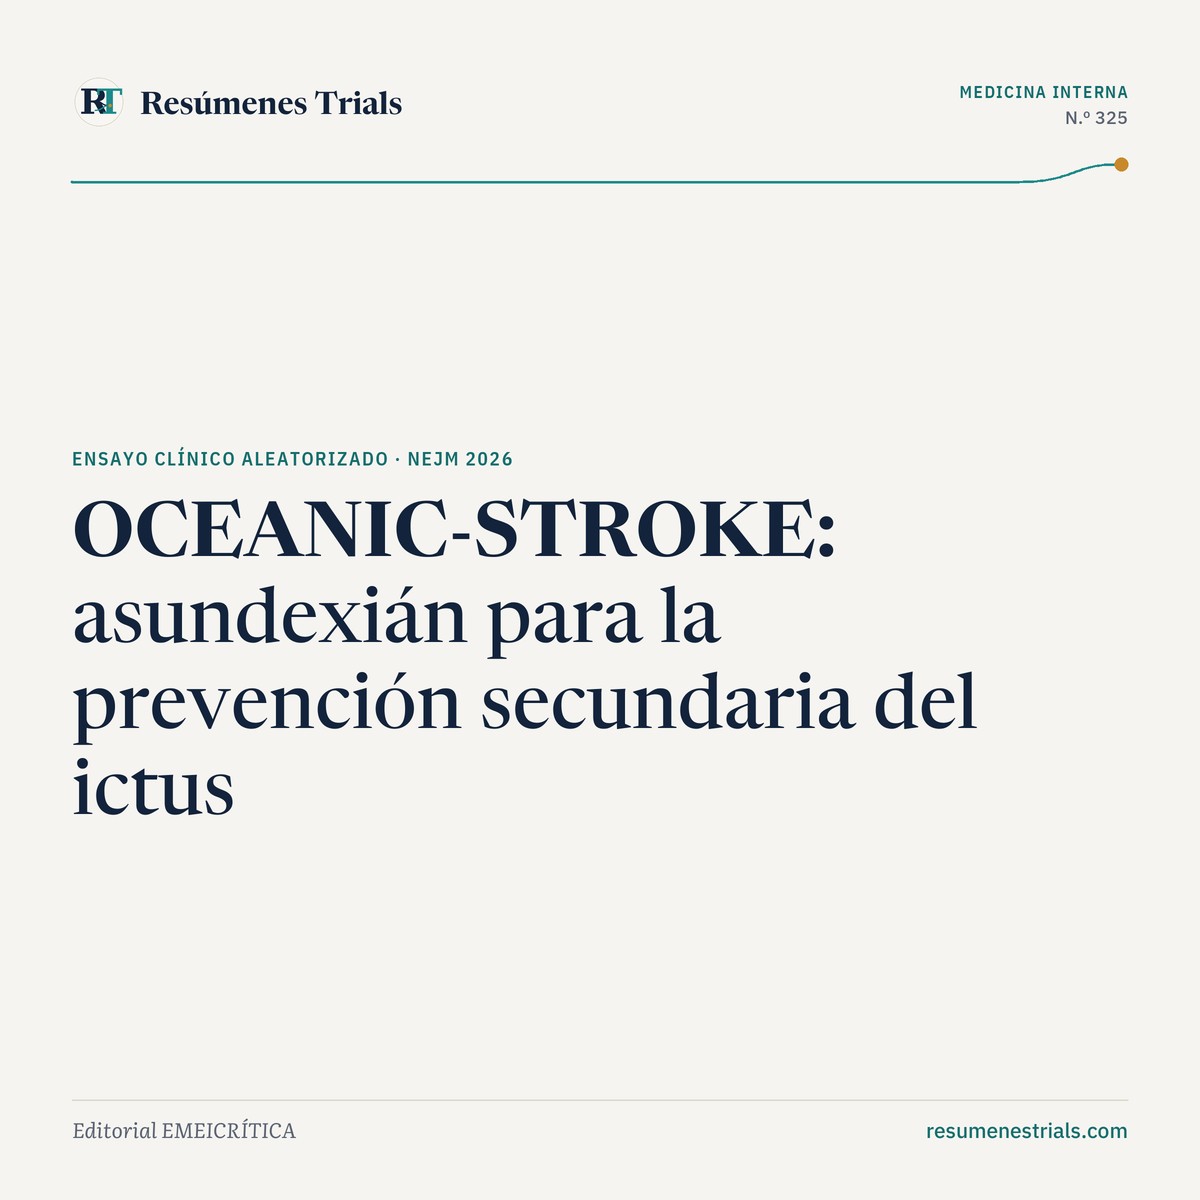 RT Resúmenes Trials
MEDICINA INTERNA
N.º 325
ENSAYO CLÍNICO ALEATORIZADO · NEJM 2026
OCEANIC-STROKE:
asundexián para la
prevención secundaria del
ictus
Editorial EMEICRÍTICA
resumenestrials.com